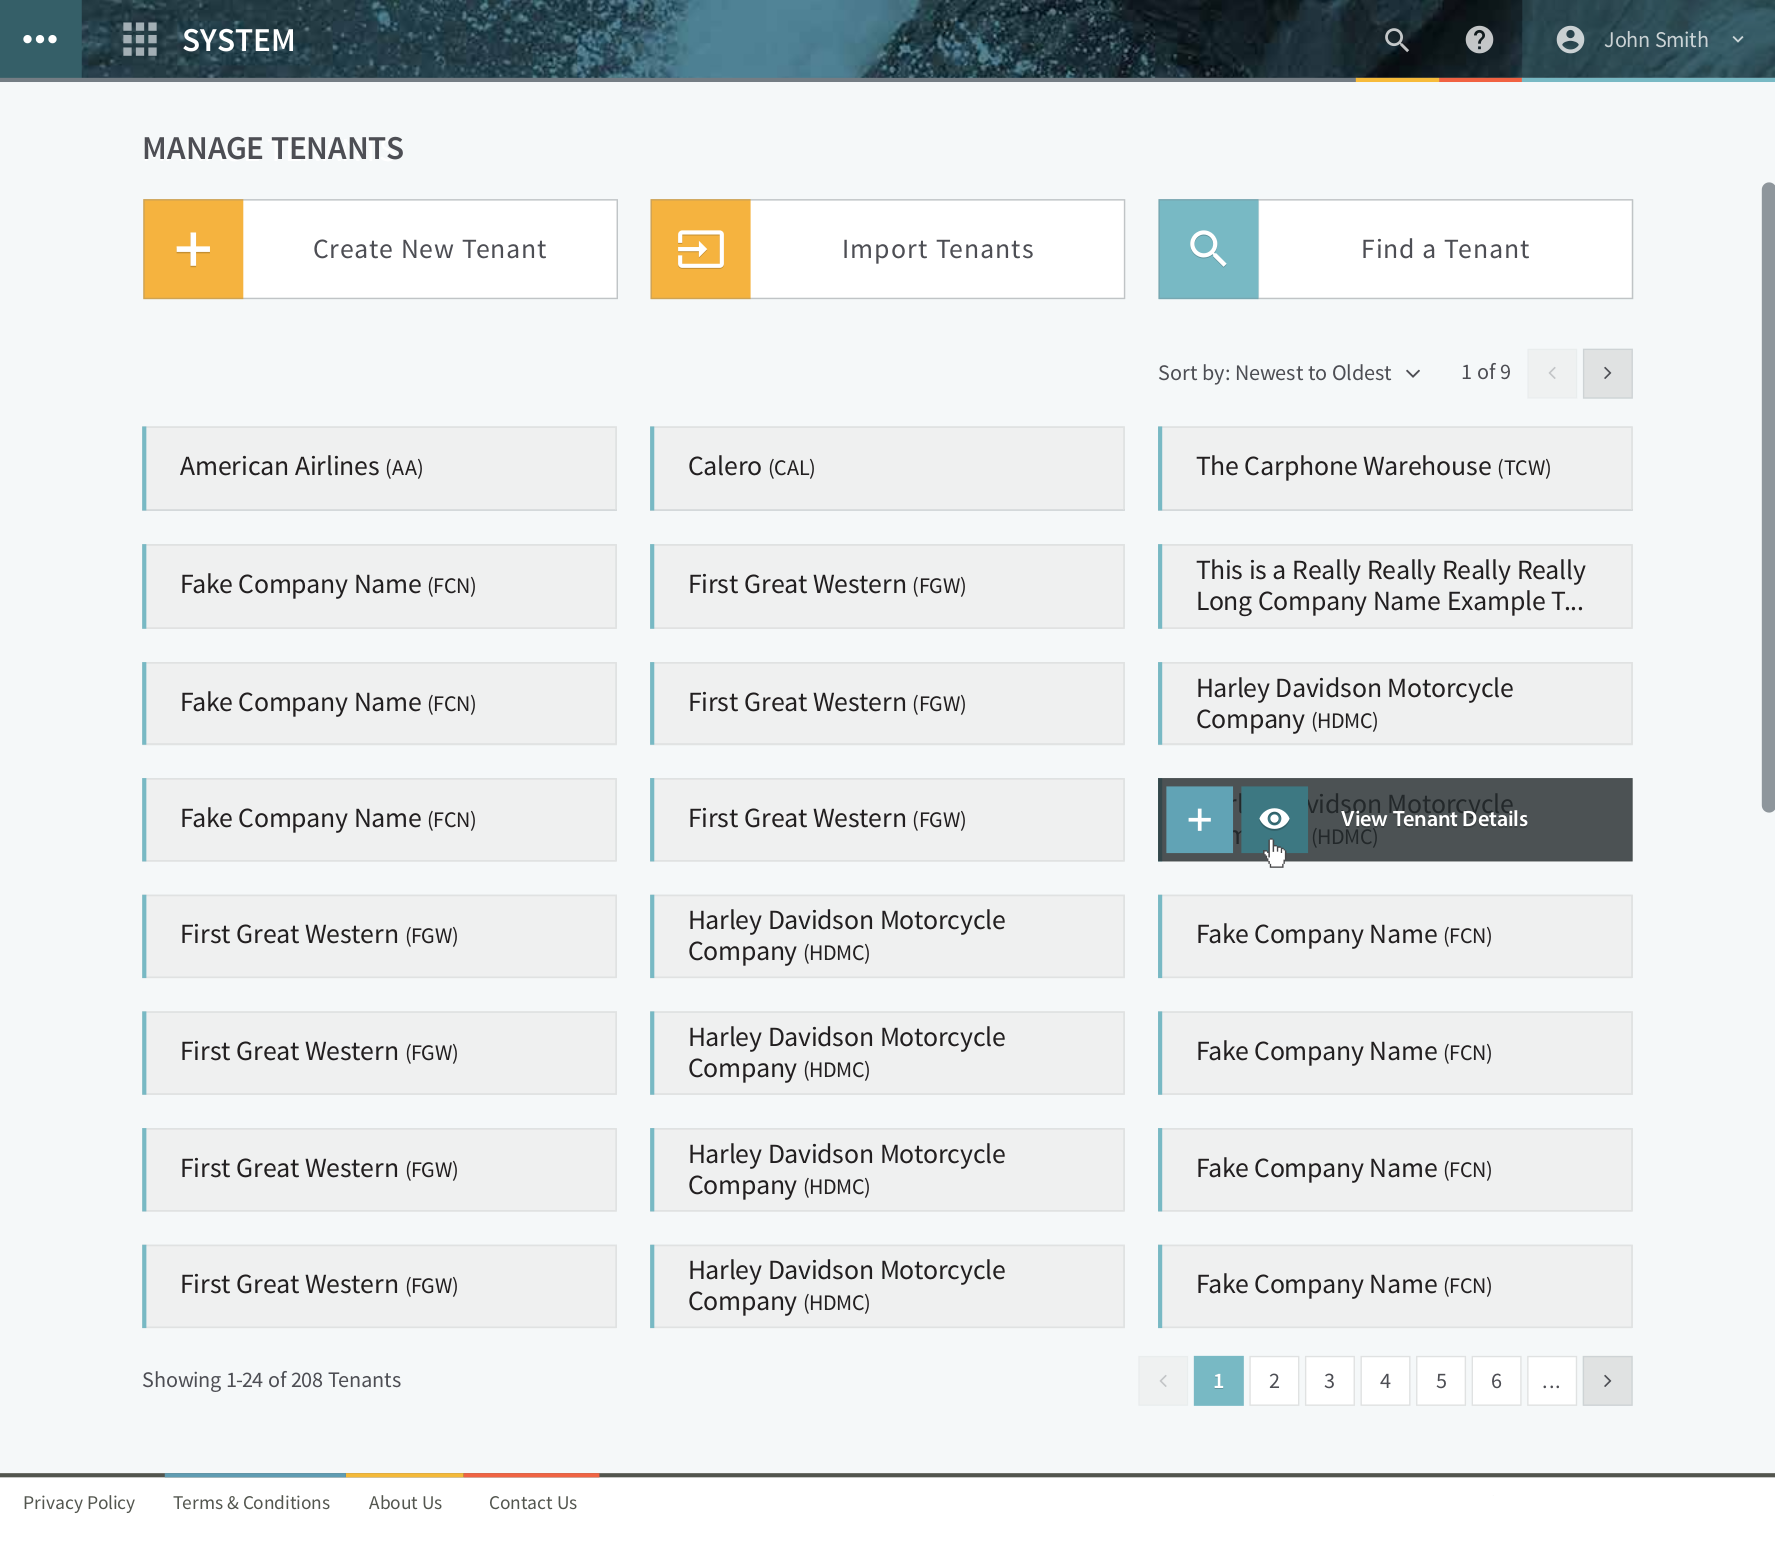 SYSTEM
John Smith
MANAGE TENANTS
Create New Tenant
Import Tenants
Find a Tenant
Sort by: Newest to Oldest
1 of 9
American Airlines (AA)
Calero (CAL)
The Carphone Warehouse (TCW)
Fake Company Name (FCN)
First Great Western (FGW)
This is a Really Really Really Really
Long Company Name Example T...
Fake Company Name (FCN)
First Great Western (FGW)
Harley Davidson Motorcycle
Company (HDMC)
Fake Company Name (FCN)
First Great Western (FGW)
Motorcycle
View Tenant Details
(HDMC)
First Great Western (FGW)
Harley Davidson Motorcycle
Company (HDMC)
Fake Company Name (FCN)
First Great Western (FGW)
Harley Davidson Motorcycle
Company (HDMC)
Fake Company Name (FCN)
First Great Western (FGW)
Harley Davidson Motorcycle
Company (HDMC)
Fake Company Name (FCN)
First Great Western (FGW)
Harley Davidson Motorcycle
Company (HDMC)
Fake Company Name (FCN)
Showing 1-24 of 208 Tenants
1 2 3 4 5 6 ...
Privacy Policy
Terms & Conditions
About Us
Contact Us